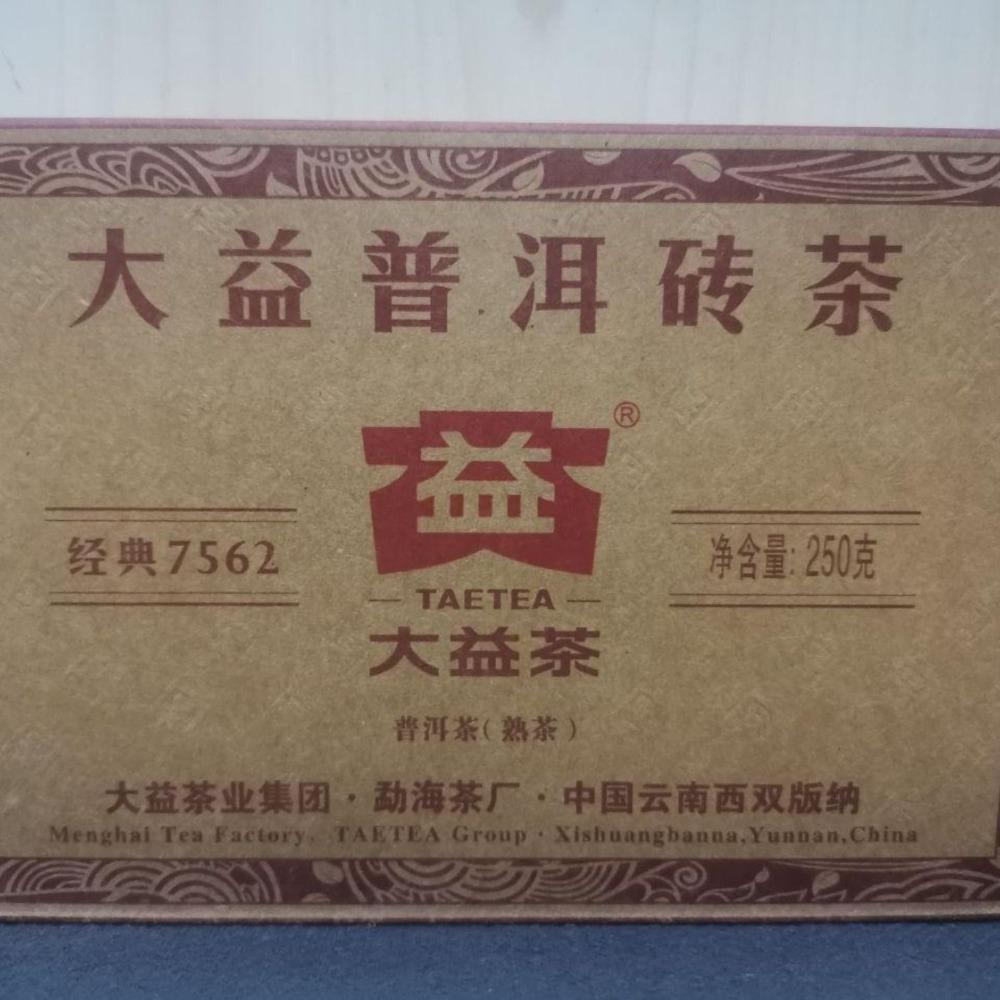 大益普洱砖茶
益®
经典7562
净含量: 250克
TAETEA
大益茶
普洱茶(熟茶)
大益茶业集团·勐海茶厂·中国云南西双版纳
Menghai Tea Factory, TAETEA Group·Xishuangbanna,Yunnan,China